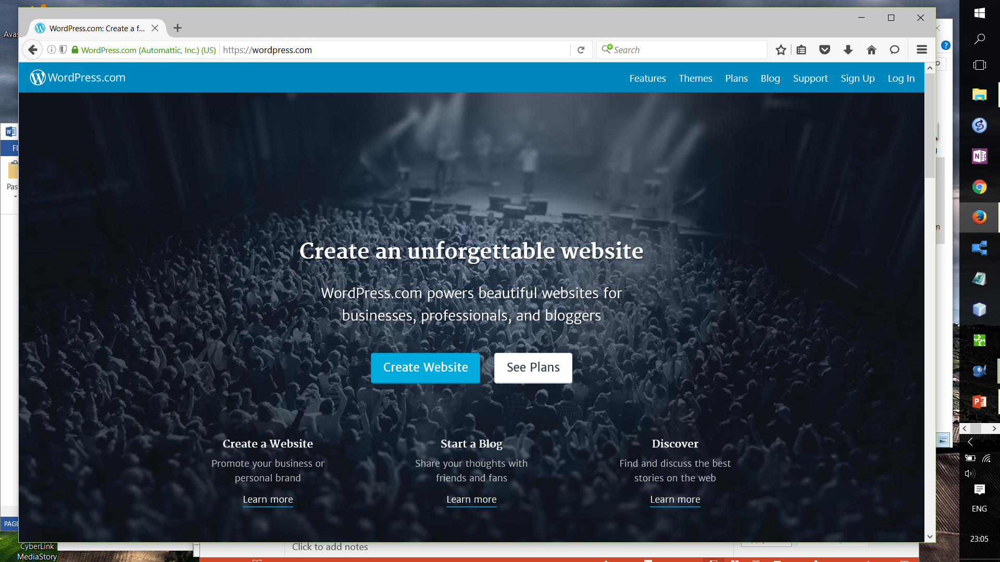 WordPress.com: Create a f...
WordPress.com (Automattic, Inc.) (US)
https://wordpress.com
Search
WordPress.com
Features
Themes
Plans
Blog
Support
Sign Up
Log In
Create an unforgettable website
WordPress.com powers beautiful websites for
businesses, professionals, and bloggers
Create Website
See Plans
Create a Website
Promote your business or
personal brand
Learn more
Start a Blog
Share your thoughts with
friends and fans
Learn more
Discover
Find and discuss the best
stories on the web
Learn more
Avas
FI
Pas
PAGE
CyberLink
MediaStory
Click to add notes
ENG
23:05